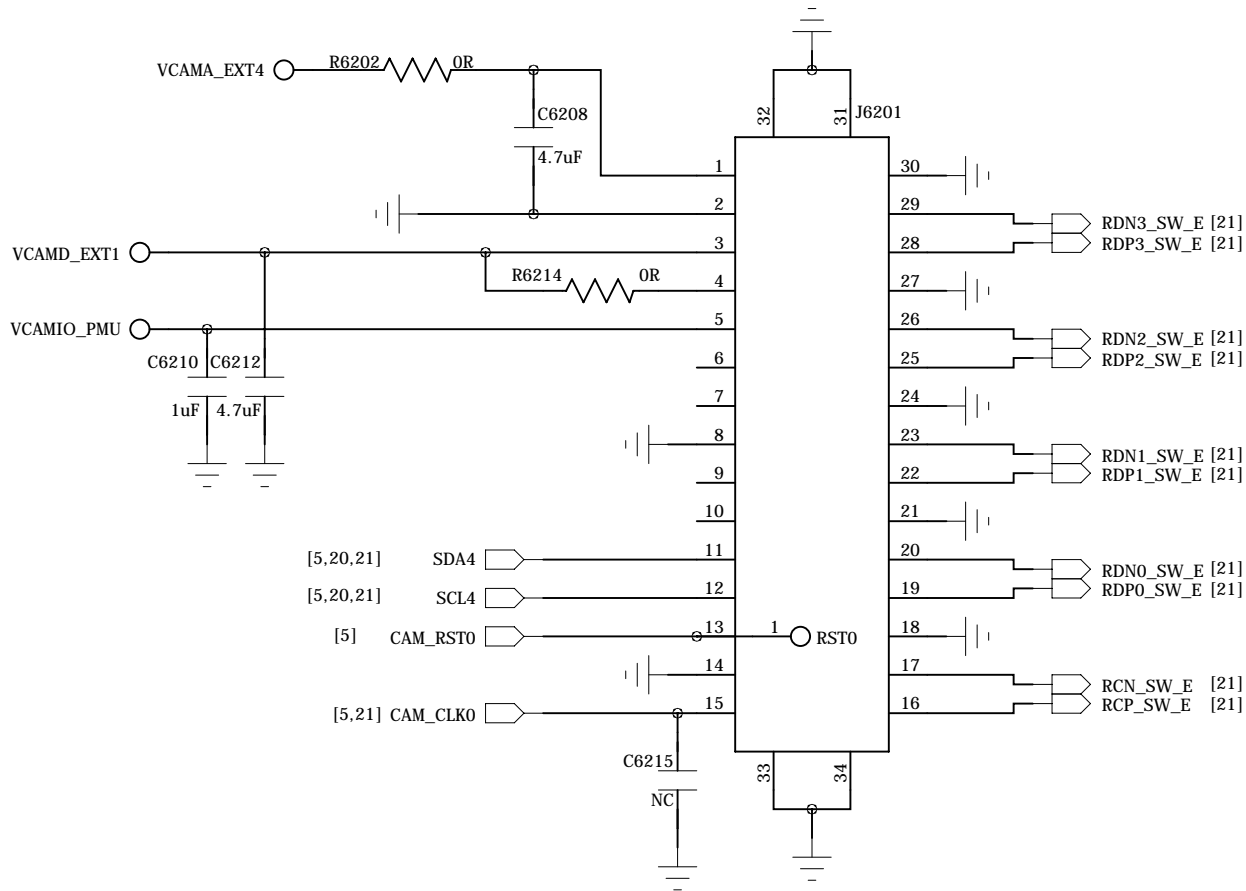 32
31
J6201
VCAMA_EXT4
R6202
0R
C6208
4.7uF
1
30
2
29
RDN3_SW_E [21]
VCAMD_EXT1
3
28
RDP3_SW_E [21]
R6214
0R
4
27
VCAMIO_PMU
5
26
RDN2_SW_E [21]
C6210
C6212
6
25
RDP2_SW_E [21]
1uF
4.7uF
7
24
8
23
RDN1_SW_E [21]
9
22
RDP1_SW_E [21]
10
21
[5,20,21]
SDA4
11
20
RDN0_SW_E [21]
[5,20,21]
SCL4
12
19
RDP0_SW_E [21]
[5]
CAM_RST0
13
1
RST0
18
14
17
RCN_SW_E [21]
[5,21] CAM_CLK0
15
16
RCP_SW_E [21]
C6215
NC
33
34